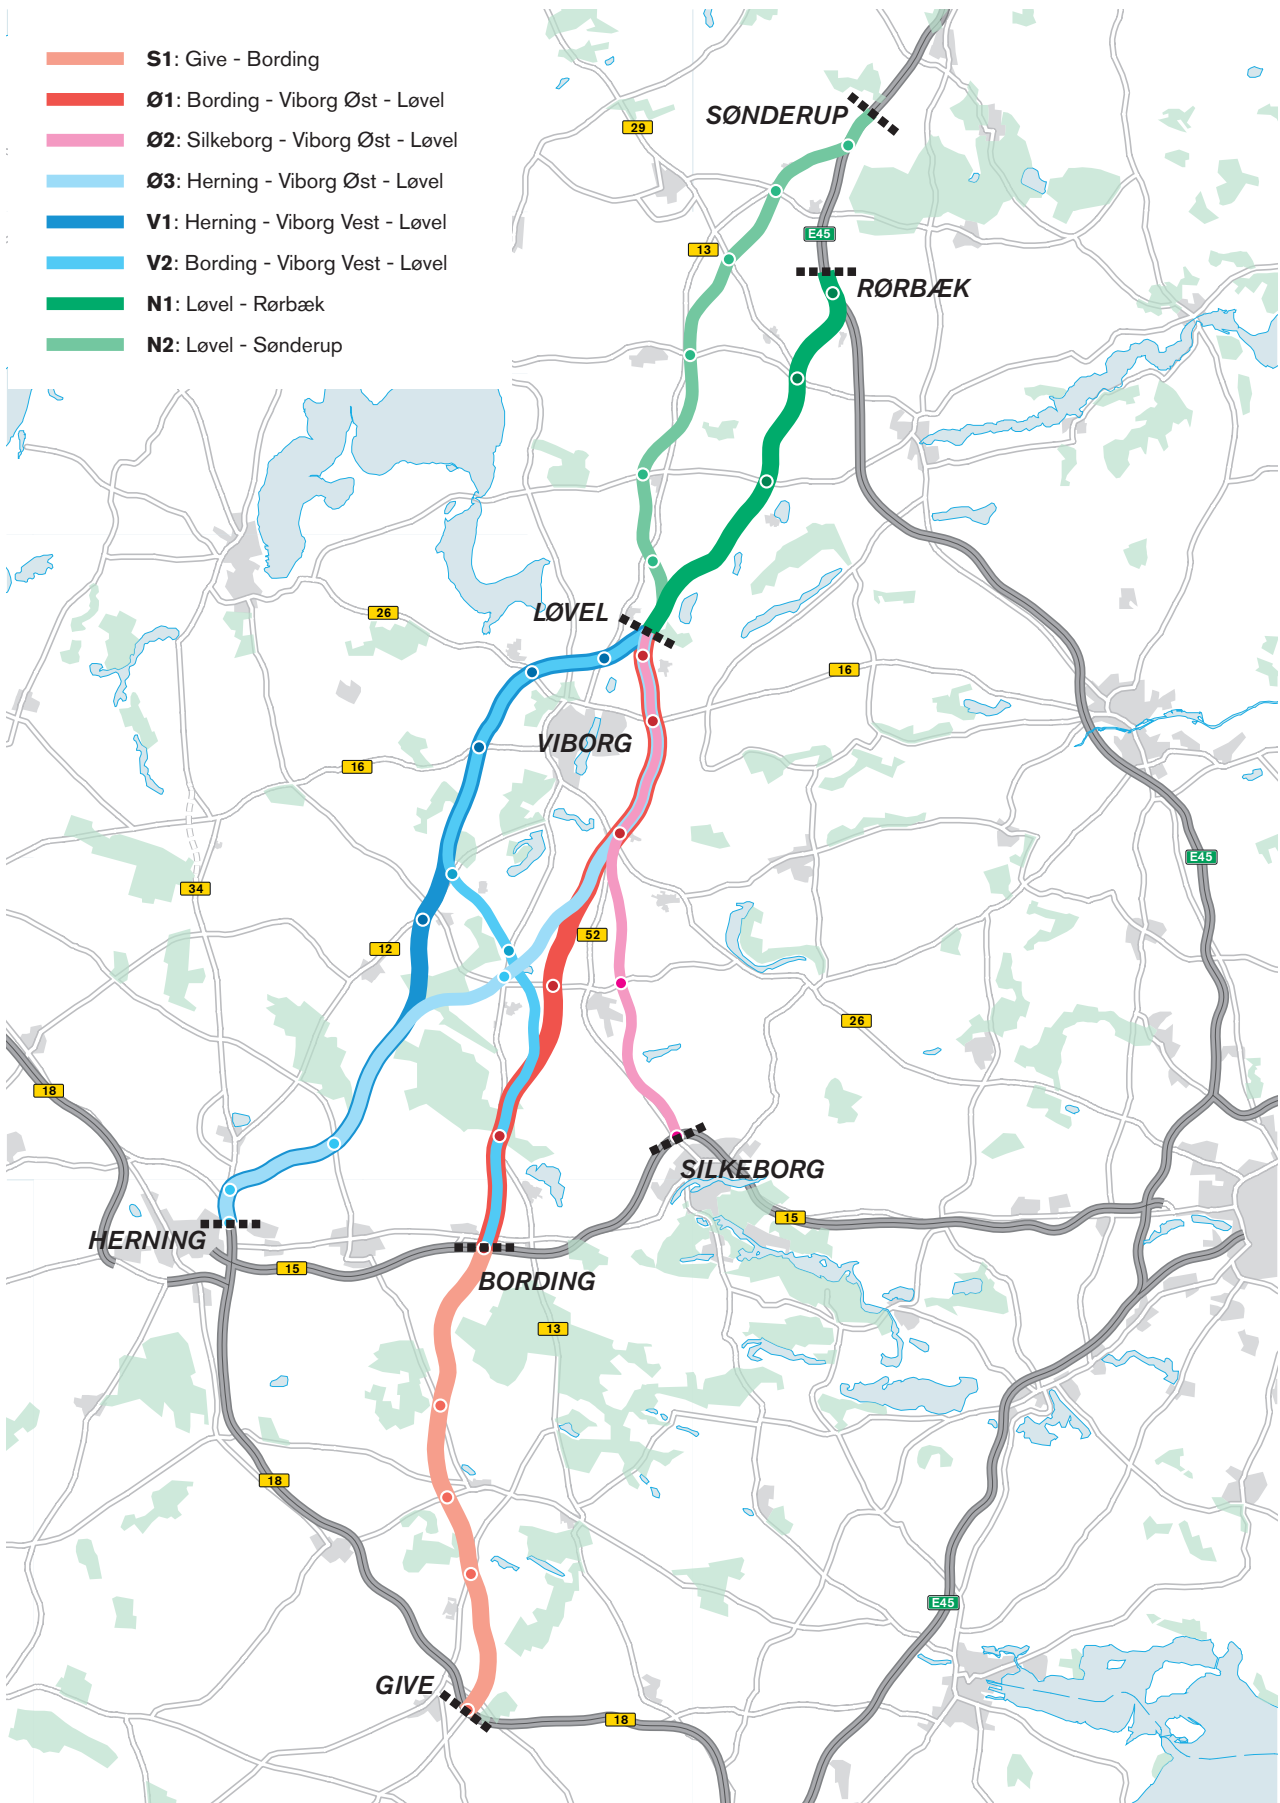 S1: Give - Bording
Ø1: Bording - Viborg Øst - Løvel
Ø2: Silkeborg - Viborg Øst - Løvel
Ø3: Herning - Viborg Øst - Løvel
V1: Herning - Viborg Vest - Løvel
V2: Bording - Viborg Vest - Løvel
N1: Løvel - Rørbæk
N2: Løvel - Sønderup
SØNDERUP
29
E45
13
RØRBÆK
LØVEL
26
16
VIBORG
16
E45
34
52
12
26
18
SILKEBORG
15
HERNING
15
BORDING
13
18
E45
GIVE
18